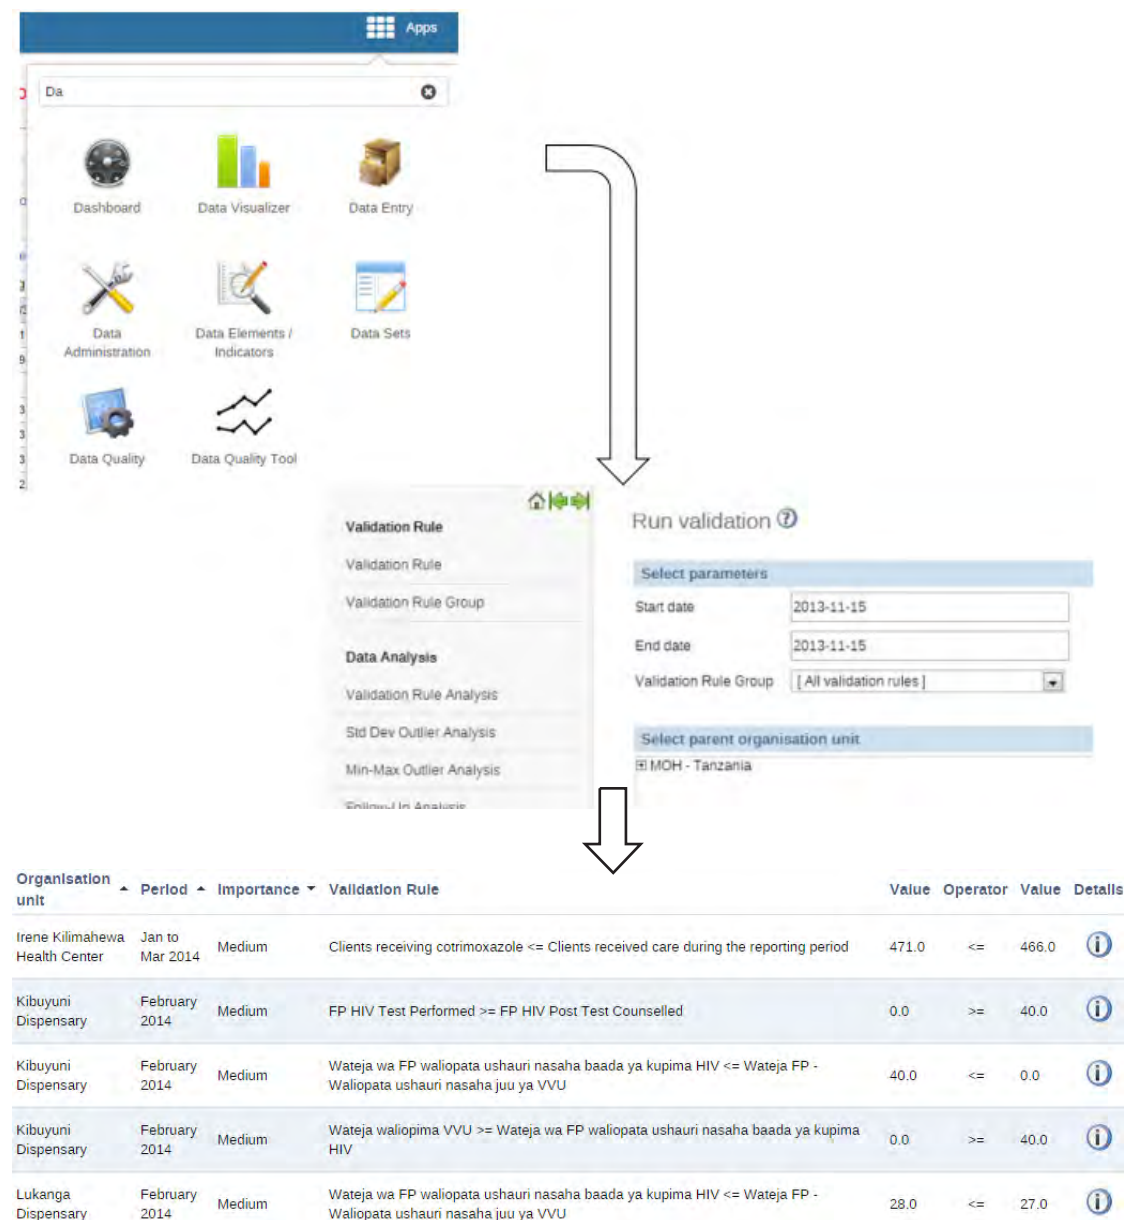 Apps
Da
Dashboard
Data Visualizer
Data Entry
Data
Administration
Data Elements /
Indicators
Data Sets
Data Quality
Data Quality Tool
Validation Rule
Validation Rule
Validation Rule Group
Data Analysis
Validation Rule Analysis
Std Dev Outlier Analysis
Min-Max Outlier Analysis
Follow-Up Analysis
Run validation
Select parameters
Start date 2013-11-15
End date 2013-11-15
Validation Rule Group [ All validation rules ]
Select parent organisation unit
MOH - Tanzania
Organisation
unit
Period Importance Validation Rule Value Operator Value Details
Irene Kilimahewa
Health Center
Jan to
Mar 2014
Medium
Clients receiving cotrimoxazole <= Clients received care during the reporting period
471.0 <= 466.0
Kibuyuni
Dispensary
February
2014
Medium
FP HIV Test Performed >= FP HIV Post Test Counselled
0.0 >= 40.0
Kibuyuni
Dispensary
February
2014
Medium
Wateja wa FP waliopata ushauri nasaha baada ya kupima HIV <= Wateja FP -
Waliopata ushauri nasaha juu ya VVU
40.0 <= 0.0
Kibuyuni
Dispensary
February
2014
Medium
Wateja waliopima VVU >= Wateja wa FP waliopata ushauri nasaha baada ya kupima
HIV
0.0 >= 40.0
Lukanga
Dispensary
February
2014
Medium
Wateja wa FP waliopata ushauri nasaha baada ya kupima HIV <= Wateja FP -
Waliopata ushauri nasaha juu ya VVU
28.0 <= 27.0